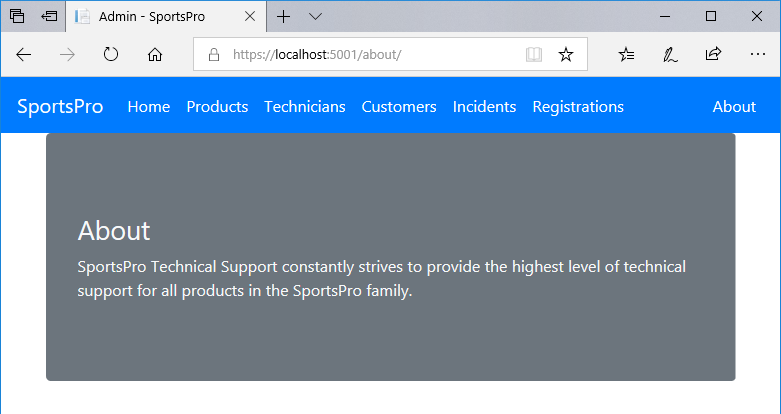 Admin - SportsPro
https://localhost:5001/about/
SportsPro Home Products Technicians Customers Incidents Registrations About
About
SportsPro Technical Support constantly strives to provide the highest level of technical
support for all products in the SportsPro family.